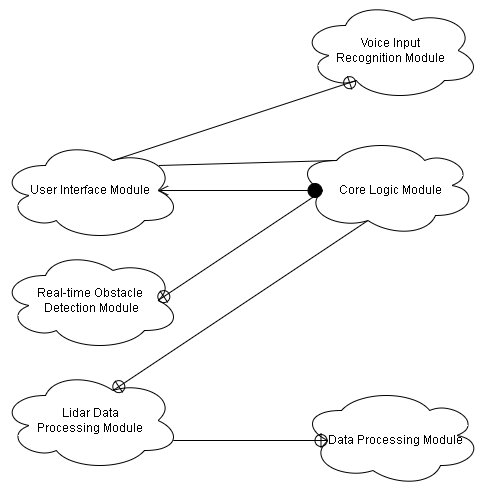 Voice Input
Recognition Module
User Interface Module
Core Logic Module
Real-time Obstacle
Detection Module
Lidar Data
Processing Module
Data Processing Module